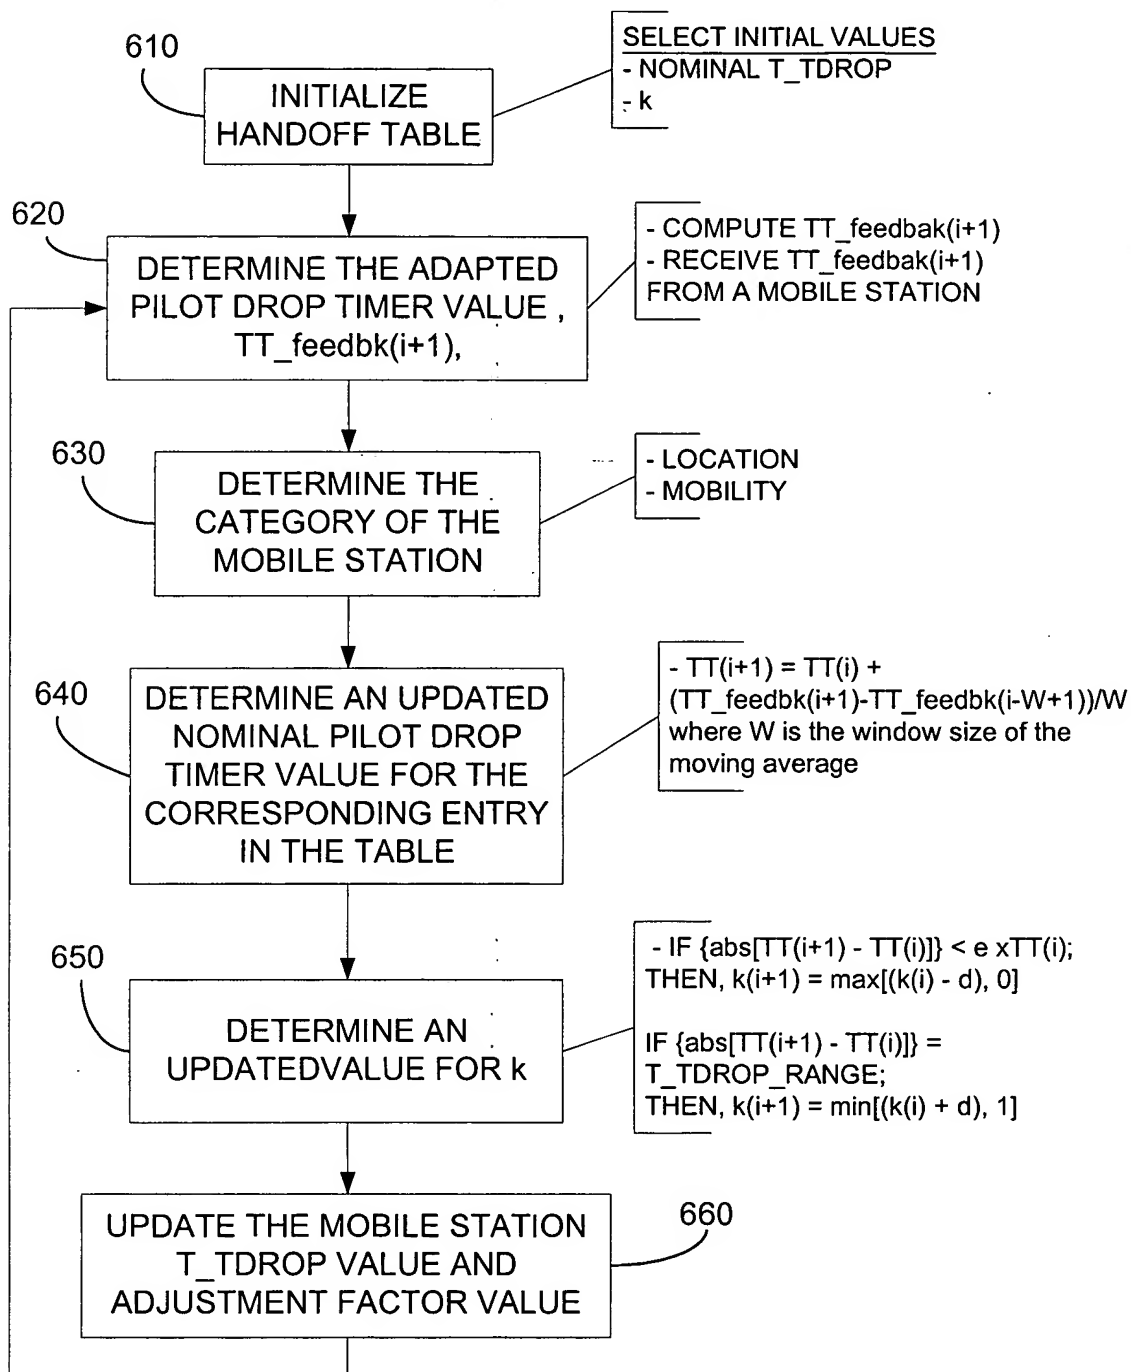 610
INITIALIZE
HANDOFF TABLE
SELECT INITIAL VALUES
- NOMINAL T_TDROP
- k
620
DETERMINE THE ADAPTED
PILOT DROP TIMER VALUE ,
TT_feedbk(i+1),
- COMPUTE TT_feedbak(i+1)
- RECEIVE TT_feedbak(i+1)
FROM A MOBILE STATION
630
DETERMINE THE
CATEGORY OF THE
MOBILE STATION
- LOCATION
- MOBILITY
640
DETERMINE AN UPDATED
NOMINAL PILOT DROP
TIMER VALUE FOR THE
CORRESPONDING ENTRY
IN THE TABLE
- TT(i+1) = TT(i) +
(TT_feedbk(i+1)-TT_feedbk(i-W+1))/W
where W is the window size of the
moving average
650
DETERMINE AN
UPDATEDVALUE FOR k
- IF {abs[TT(i+1) - TT(i)]} < e xTT(i);
THEN, k(i+1) = max[(k(i) - d), 0]
IF {abs[TT(i+1) - TT(i)]} =
T_TDROP_RANGE;
THEN, k(i+1) = min[(k(i) + d), 1]
660
UPDATE THE MOBILE STATION
T_TDROP VALUE AND
ADJUSTMENT FACTOR VALUE